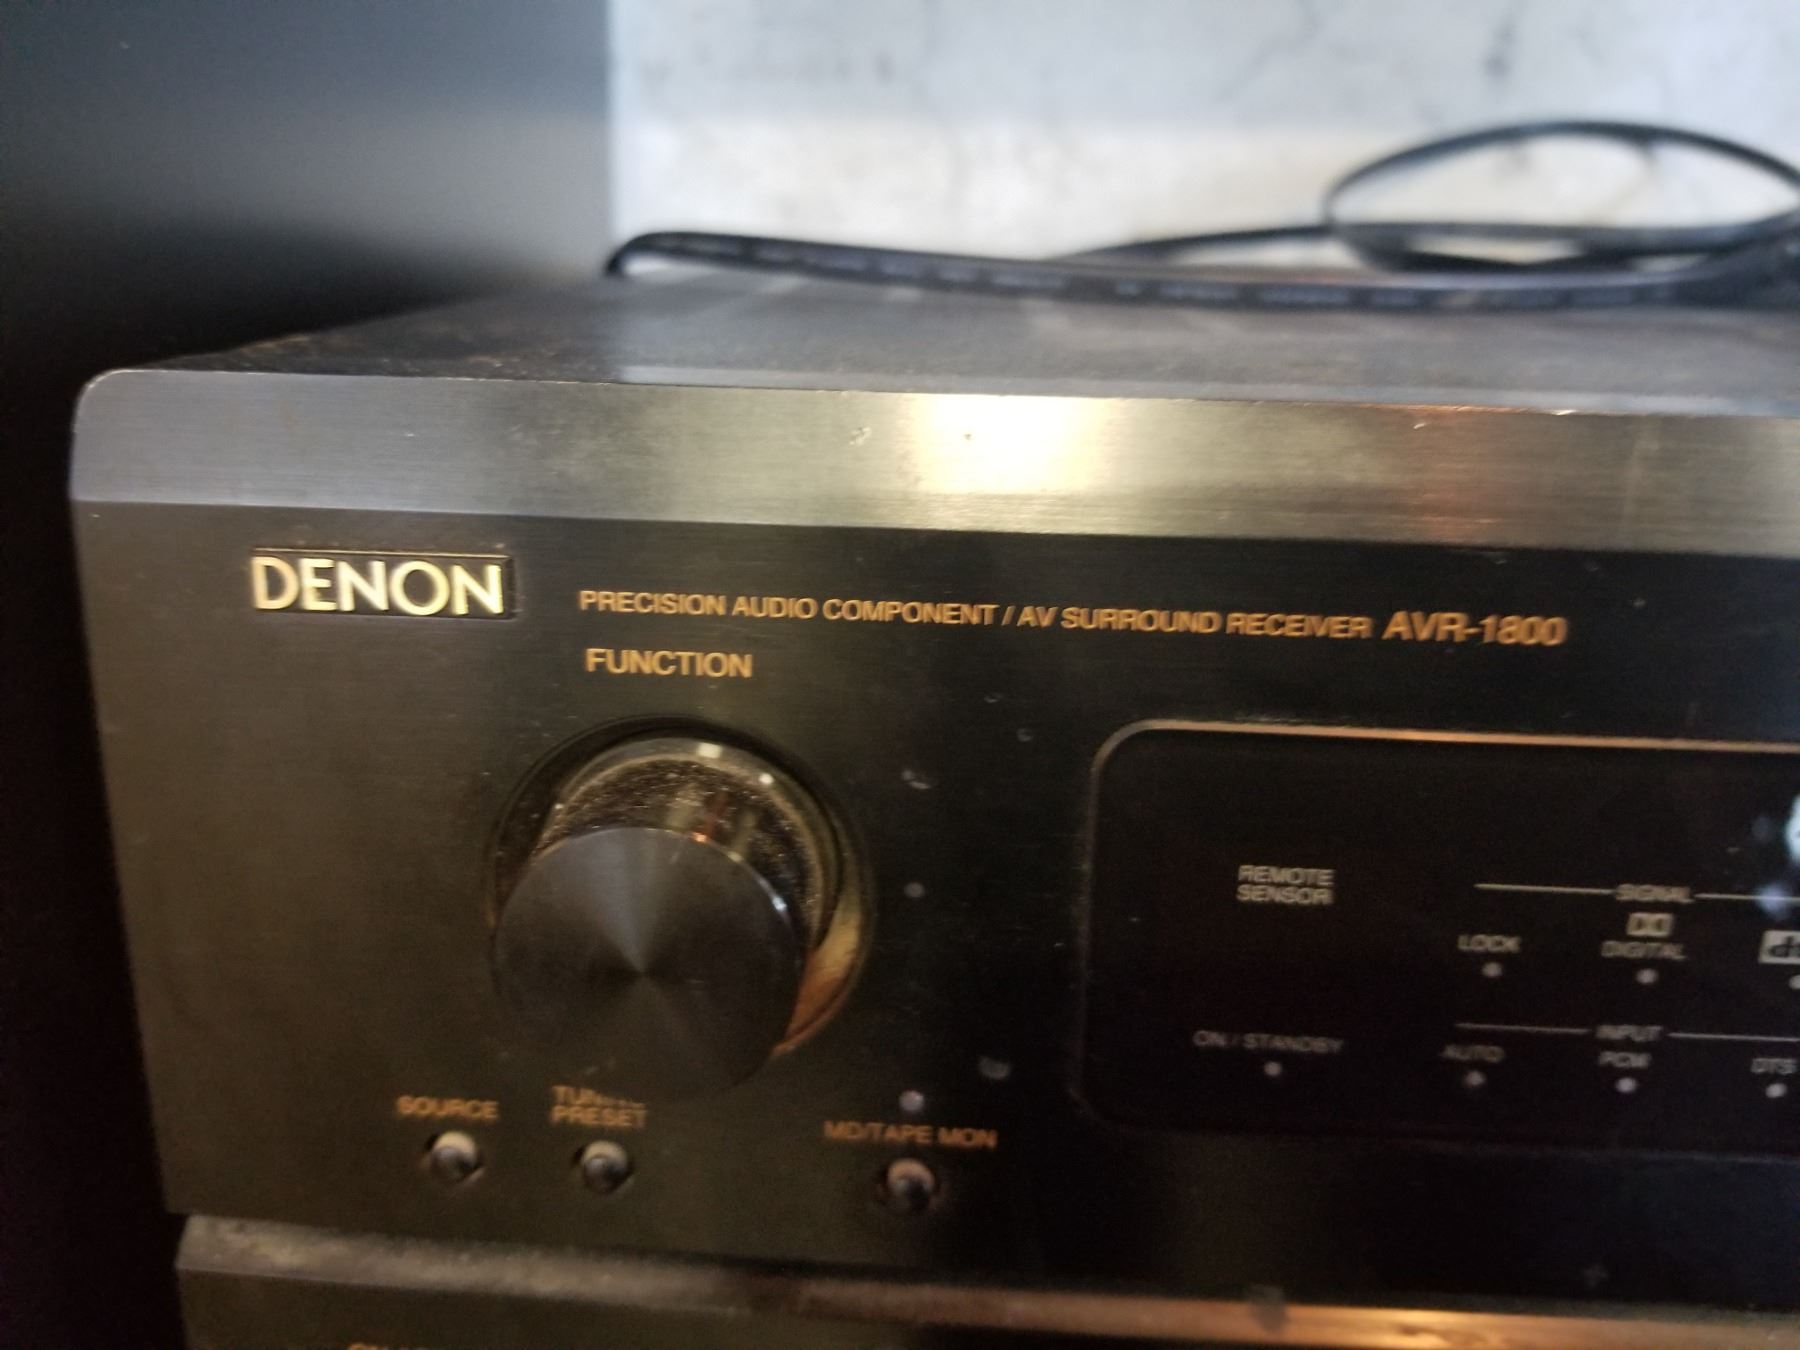 DENON
PRECISION AUDIO COMPONENT / AV SURROUND RECEIVER AVR-1800
FUNCTION
REMOTE
SENSOR
SIGNAL
LOCK
DIGITAL
ON / STANDBY
INPUT
AUTO
PCM
DTS
SOURCE
TUNING
PRESET
MD/TAPE MON